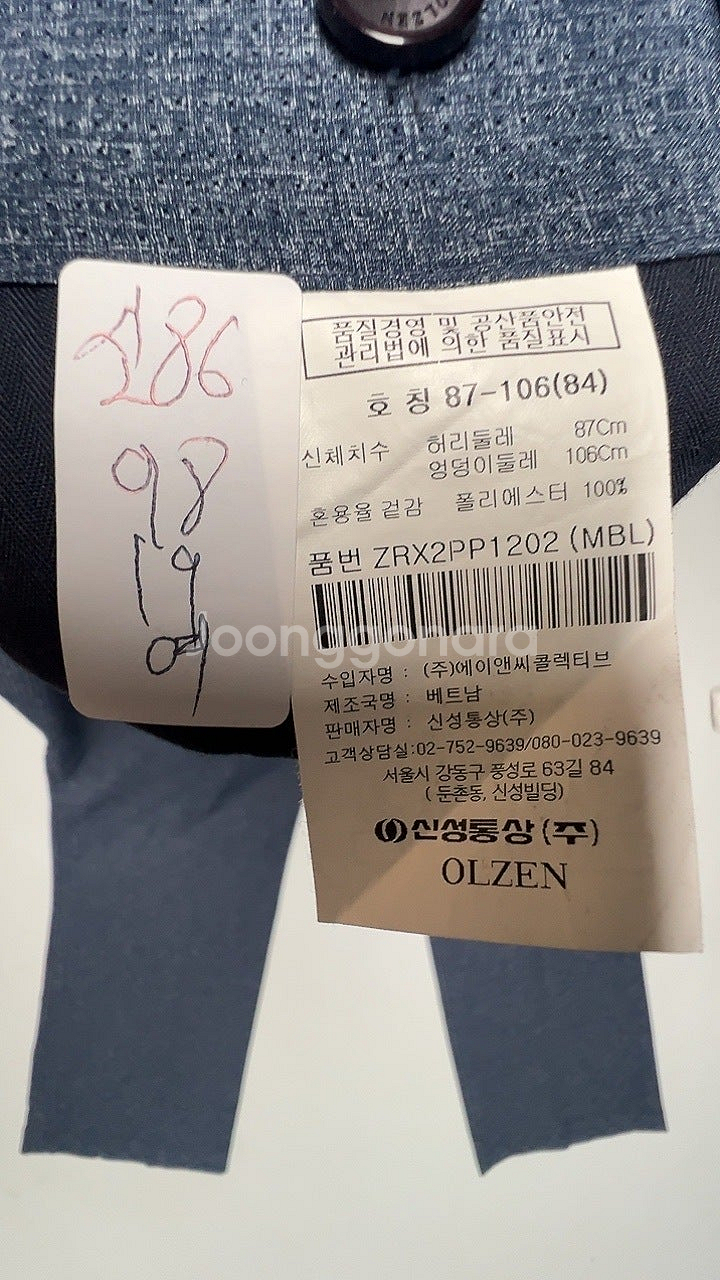 OLZEN
286
98
품질경영 및 공산품안전
관리법에 의한 품질표시
호 칭 87-106(84)
신체치수 허리둘레 87Cm
엉덩이둘레 106Cm
혼용율 겉감 폴리에스터 100%
품번 ZRX2PP1202 (MBL)
Joonggonara
수입자명 : (주)에이앤씨콜렉티브
제조국명 : 베트남
판매자명 : 신성통상(주)
고객상담실:02-752-9639/080-023-9639
서울시 강동구 풍성로 63길 84
( 둔촌동, 신성빌딩)
신성통상(주)
OLZEN